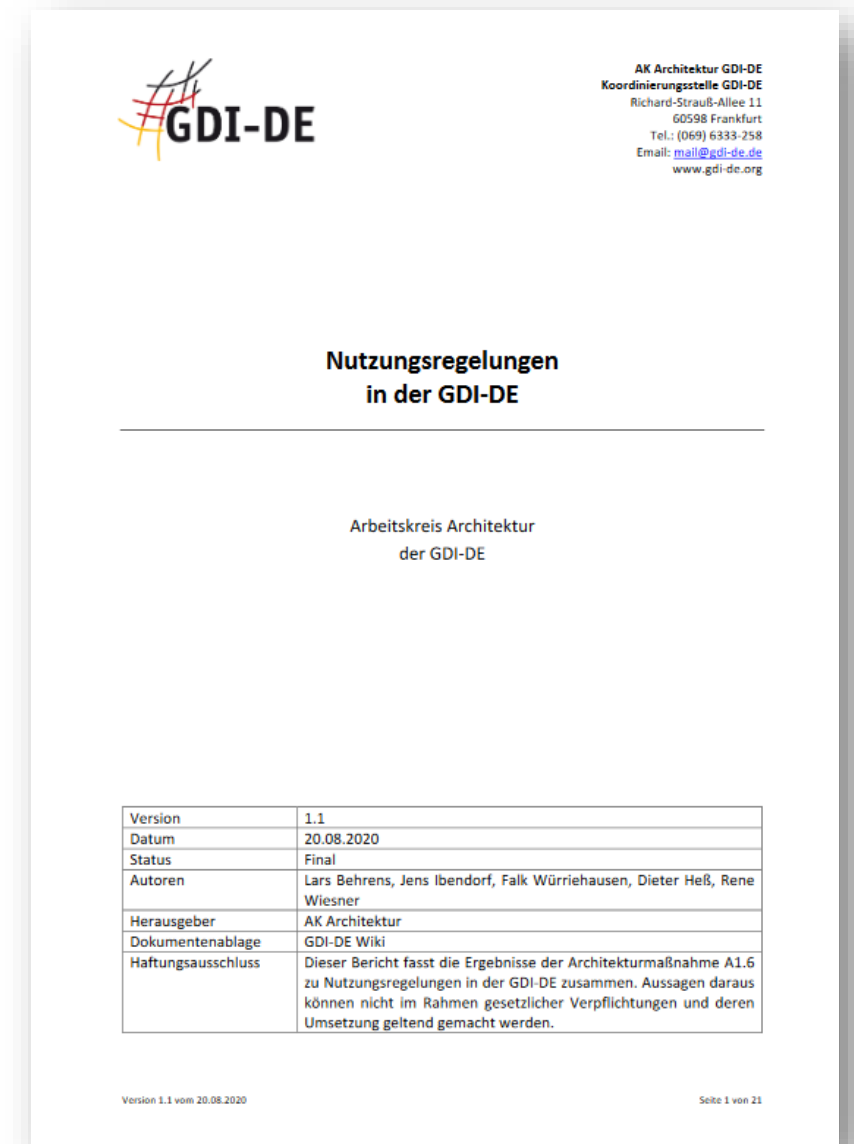 GDI-DE
AK Architektur GDI-DE
Koordinierungsstelle GDI-DE
Richard-Strauß-Allee 11
60598 Frankfurt
Tel.: (069) 6333-258
Email: mail@gdi-de.de
www.gdi-de.org
Nutzungsregelungen
in der GDI-DE
Arbeitskreis Architektur
der GDI-DE
Version 1.1
Datum 20.08.2020
Status Final
Autoren Lars Behrens, Jens Ibendorf, Falk Würriehausen, Dieter Heß, Rene
Wiesner
Herausgeber AK Architektur
Dokumentenablage GDI-DE Wiki
Haftungsausschluss Dieser Bericht fasst die Ergebnisse der Architekturmaßnahme A1.6
zu Nutzungsregelungen in der GDI-DE zusammen. Aussagen daraus
können nicht im Rahmen gesetzlicher Verpflichtungen und deren
Umsetzung geltend gemacht werden.
Version 1.1 vom 20.08.2020 Seite 1 von 21